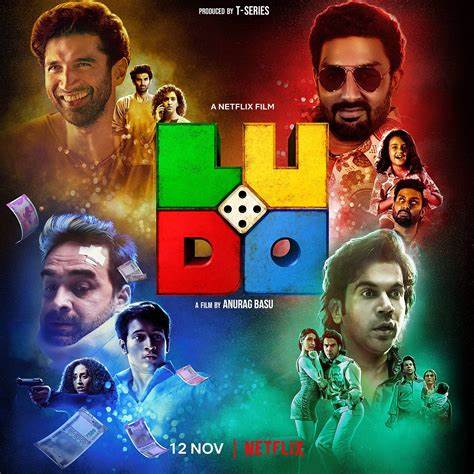 PRODUCED BY T-SERIES
A NETFLIX FILM
LU
DO
A FILM BY ANURAG BASU
12 NOV | NETFLIX